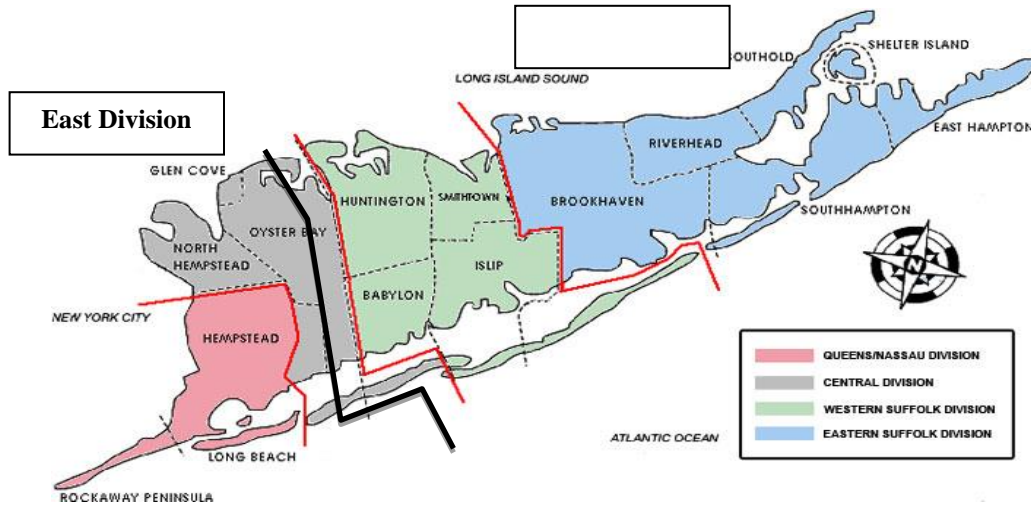 OUTHOLD
SHELTER ISLAND
LONG ISLAND SOUND
East Division
EAST HAMPTON
RIVERHEAD
GLEN COVE
HUNTINGTON
SMITHTOWN
BROOKHAVEN
SOUTHHAMPTON
OYSTER BAY
NORTH
HEMPSTEAD
ISLIP
N
BABYLON
NEW YORK CITY
HEMPSTEAD
QUEENS/NASSAU DIVISION
CENTRAL DIVISION
WESTERN SUFFOLK DIVISION
EASTERN SUFFOLK DIVISION
ATLANTIC OCEAN
LONG BEACH
ROCKAWAY PENINSULA